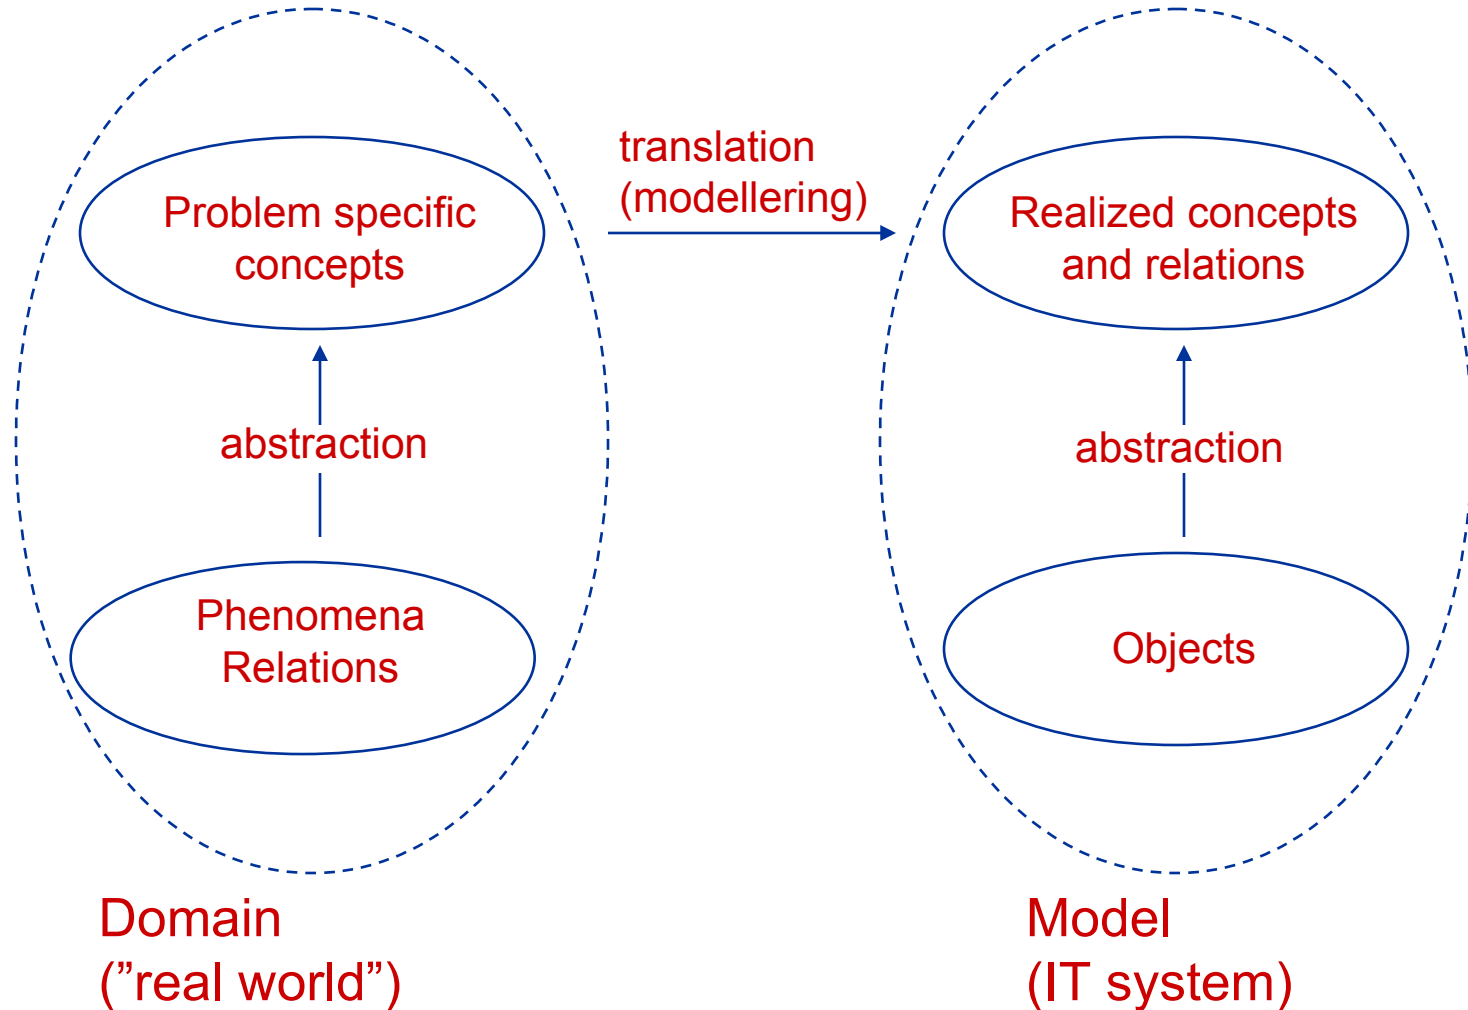 translation
(modellering)
Problem specific
concepts
Realized concepts
and relations
abstraction
abstraction
Phenomena
Relations
Objects
Domain
(”real world”)
Model
(IT system)